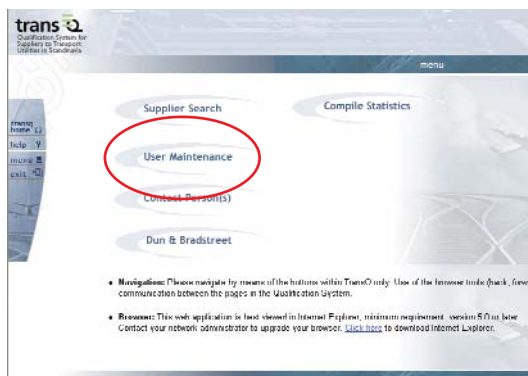 transQ
Qualification System for
Suppliers to Transport
Utilities in Scandinavia
menu
Supplier Search
Compile Statistics
transq
home
help ?
menu
exit
User Maintenance
Contact Person(s)
Dun & Bradstreet
• Navigation: Please navigate by means of the buttons within TransQ only. Use of the browser tools (back, forw
communication between the pages in the Qualification System.
• Browser: This web application is best viewed in Internet Explorer, minimum requirement version 5.0 or later.
Contact your network administrator to upgrade your browser. Click here to download Internet Explorer.